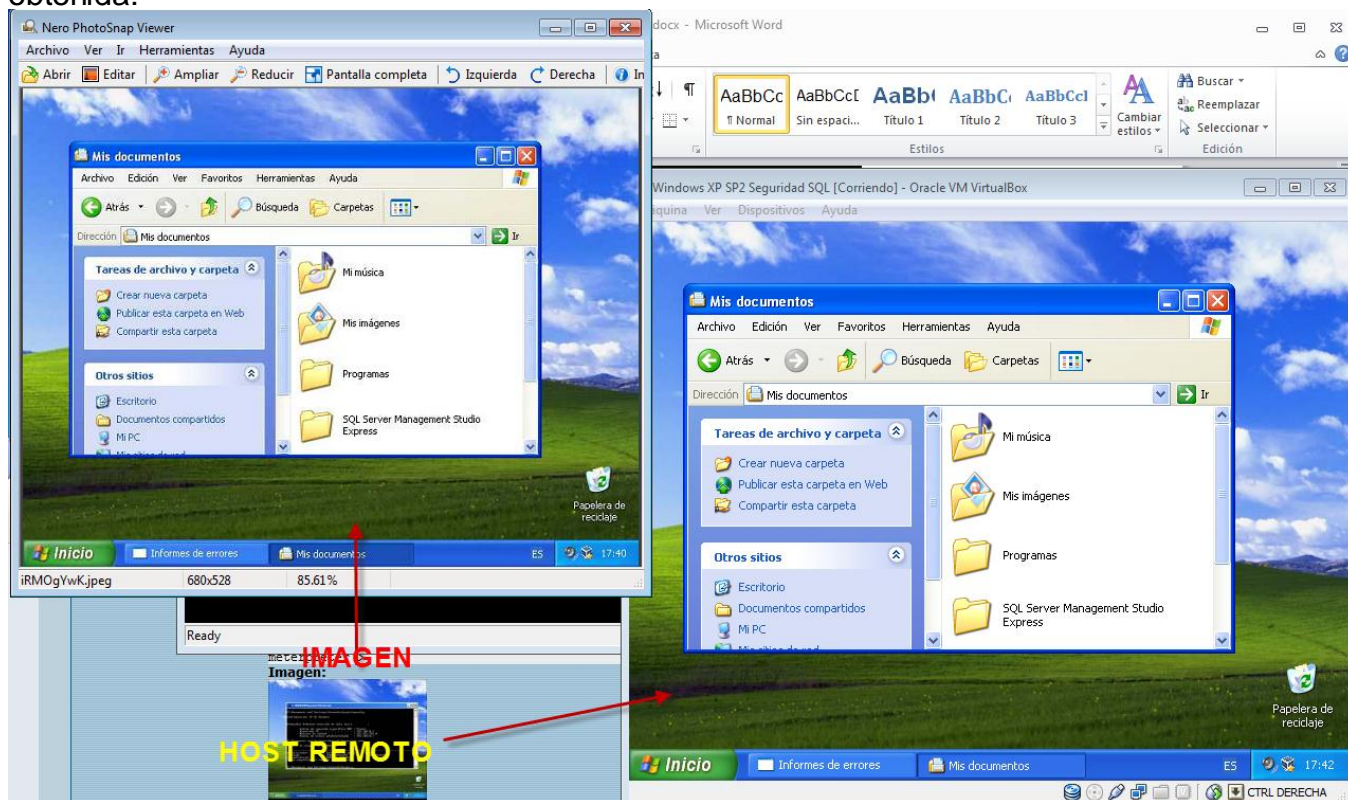 obtenida.
Nero PhotoSnap Viewer
Archivo Ver Ir Herramientas Ayuda
Abrir Editar Ampliar Reducir Pantalla completa Izquierda Derecha In
Mis documentos
Archivo Edición Ver Favoritos Herramientas Ayuda
Atrás Búsqueda Carpetas
Dirección Mis documentos Ir
Tareas de archivo y carpeta
Crear nueva carpeta
Publicar esta carpeta en Web
Compartir esta carpeta
Otros sitios
Escritorio
Documentos compartidos
Mi PC
Mi música
Mis imágenes
Programas
SQL Server Management Studio
Express
Papelera de
reciclaje
Inicio Informes de errores Mis documentos ES 17:40
iRMOgYwK.jpeg 680x528 85.61%
Ready
IMAGEN
Imagen:
HOST REMOTO
docx - Microsoft Word
AaBbCc AaBbCcI AaBb( AaBbC( AaBbCcl
¶ Normal Sin espaci... Título 1 Título 2 Título 3
Cambiar
estilos
Estilos
Buscar
Reemplazar
Seleccionar
Edición
Windows XP SP2 Seguridad SQL [Corriendo] - Oracle VM VirtualBox
quina Ver Dispositivos Ayuda
Mis documentos
Archivo Edición Ver Favoritos Herramientas Ayuda
Atrás Búsqueda Carpetas
Dirección Mis documentos Ir
Tareas de archivo y carpeta
Crear nueva carpeta
Publicar esta carpeta en Web
Compartir esta carpeta
Otros sitios
Escritorio
Documentos compartidos
Mi PC
Mi música
Mis imágenes
Programas
SQL Server Management Studio
Express
Papelera de
reciclaje
Inicio Informes de errores Mis documentos ES 17:42
CTRL DERECHA